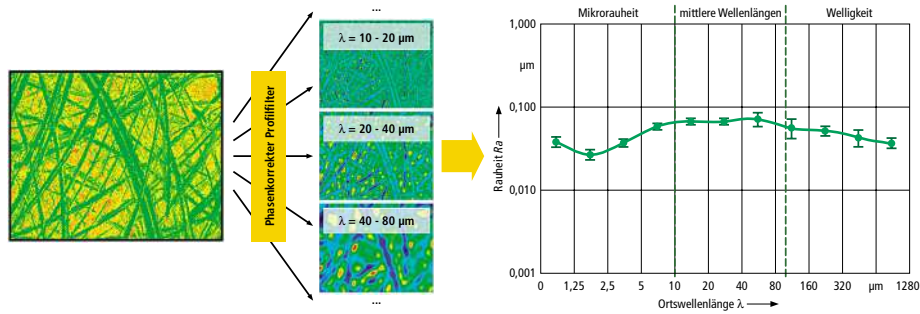 ...
Phasenkorrekter Profilfilter
λ = 10 - 20 µm
λ = 20 - 40 µm
λ = 40 - 80 µm
...
Mikrorauheit
mittlere Wellenlängen
Welligkeit
1,000
µm
0,100
0,010
0,001
Rauheit Ra
0 1,25 2,5 5 10 20 40 80 160 320 µm 1280
Ortswellenlänge λ